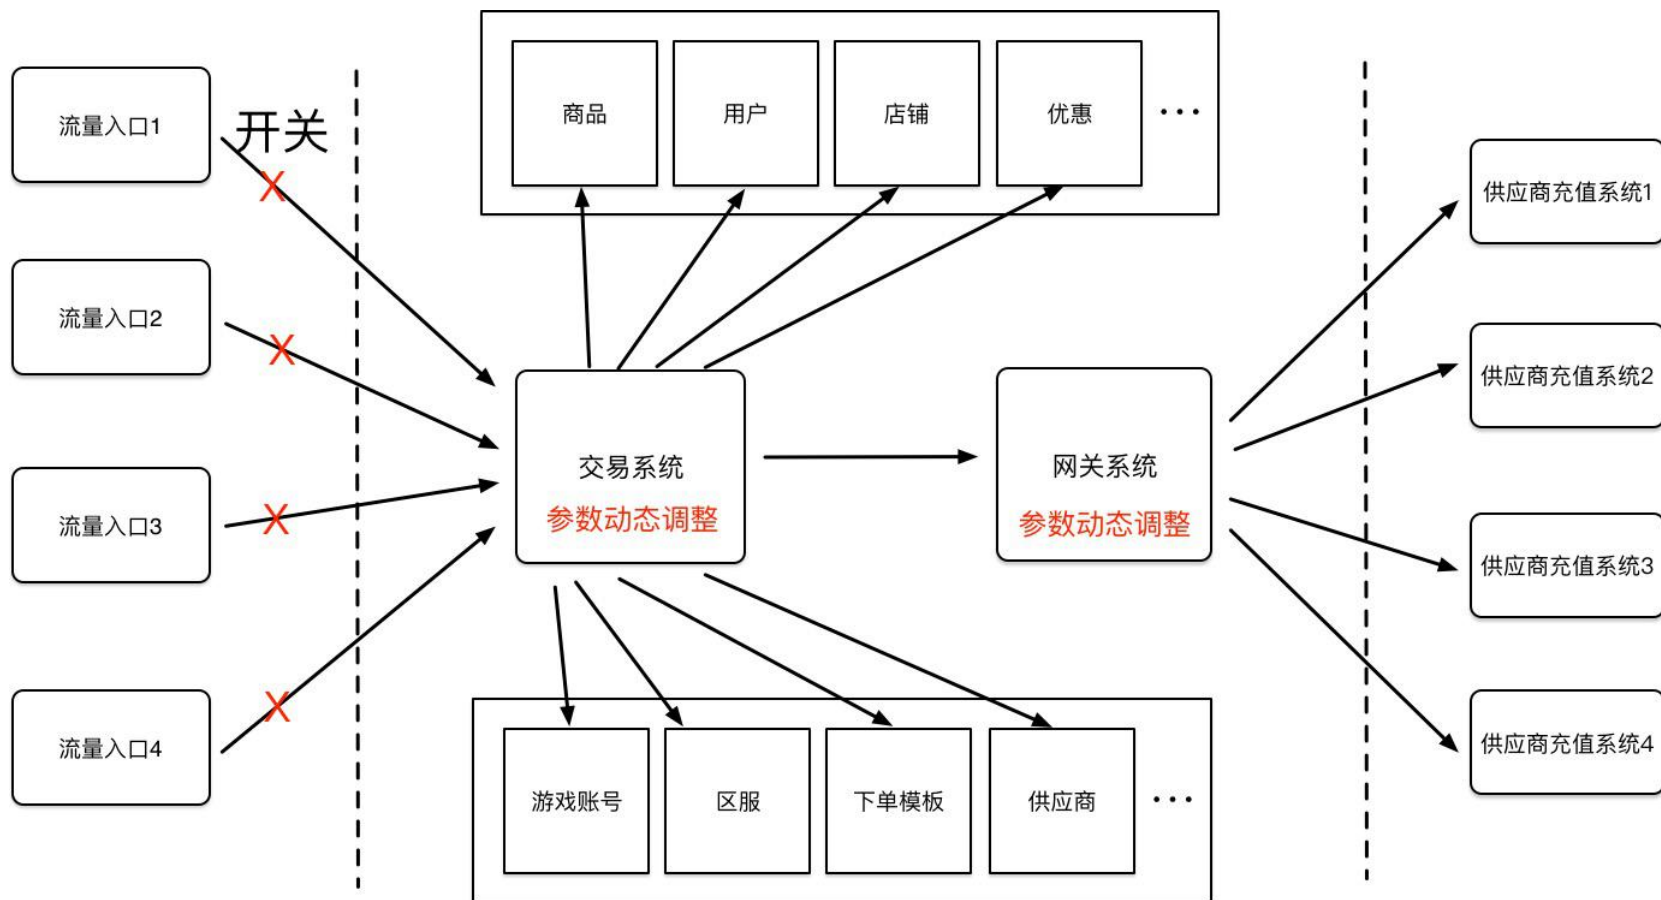 流量入口1
开关
X
流量入口2
X
流量入口3
X
流量入口4
X
商品
用户
店铺
优惠
...
交易系统
参数动态调整
网关系统
参数动态调整
游戏账号
区服
下单模板
供应商
...
供应商充值系统1
供应商充值系统2
供应商充值系统3
供应商充值系统4